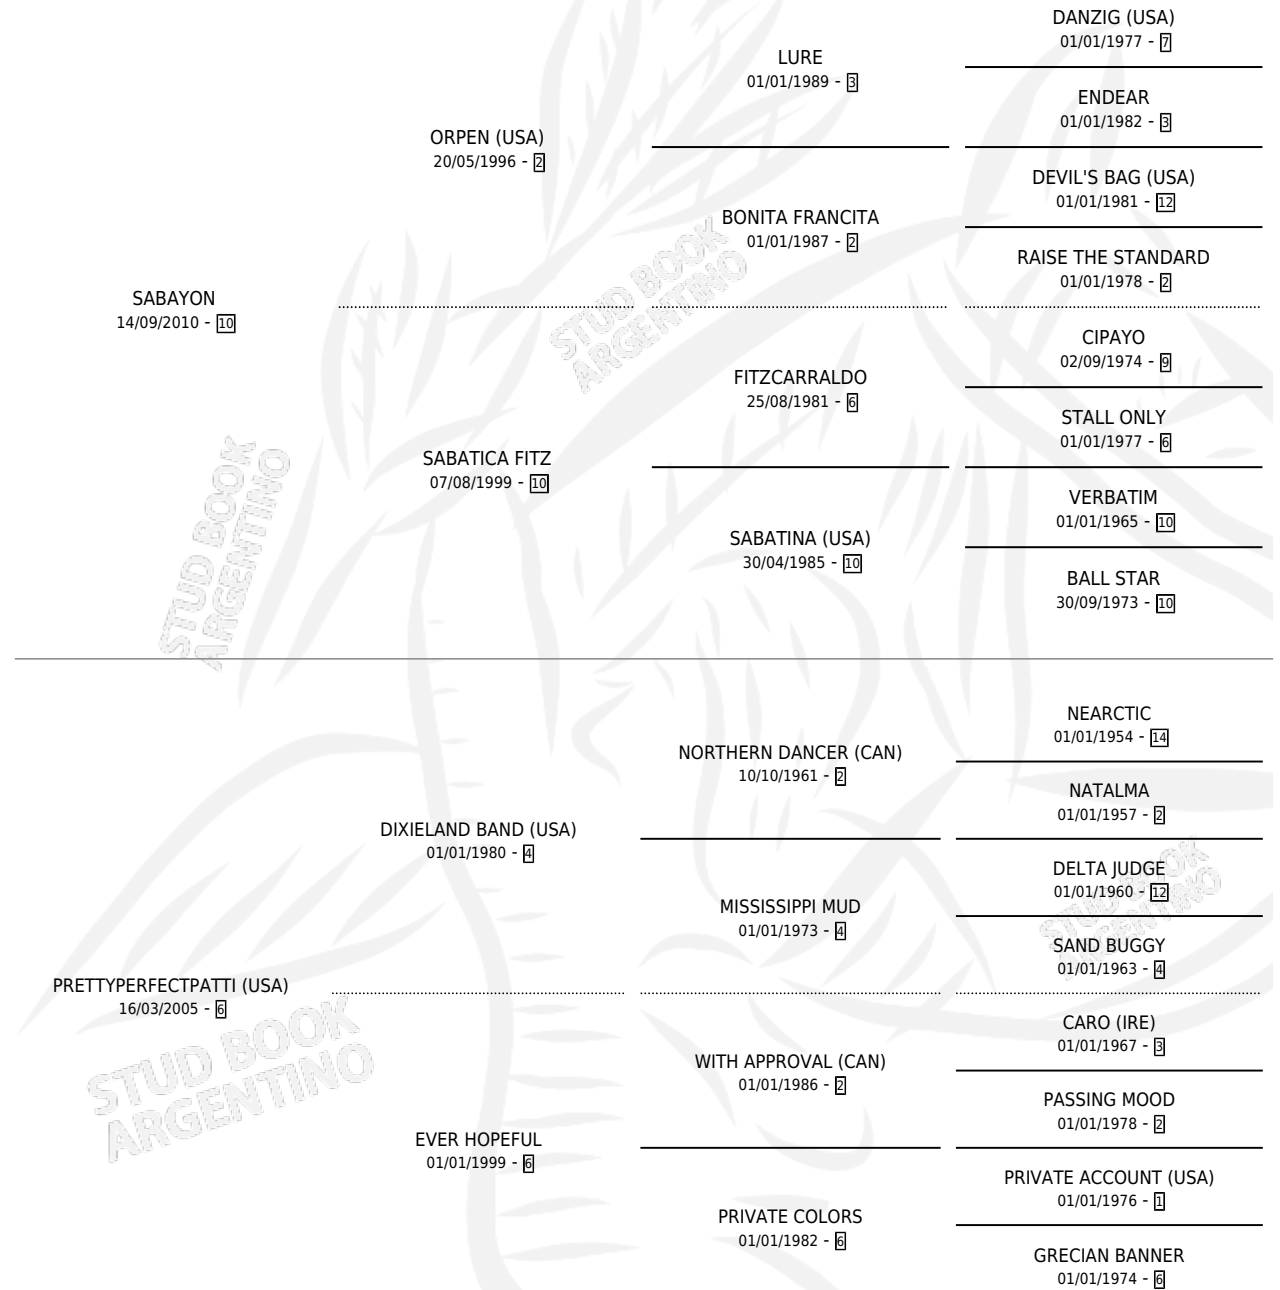 DANZIG (USA)
01/01/1977 - 7
LURE
01/01/1989 - 3
ENDEAR
01/01/1982 - 3
ORPEN (USA)
20/05/1996 - 2
DEVIL'S BAG (USA)
01/01/1981 - 12
BONITA FRANCITA
01/01/1987 - 2
RAISE THE STANDARD
01/01/1978 - 2
SABAYON
14/09/2010 - 10
CIPAYO
02/09/1974 - 9
FITZCARRALDO
25/08/1981 - 6
STALL ONLY
01/01/1977 - 6
SABATICA FITZ
07/08/1999 - 10
VERBATIM
01/01/1965 - 10
SABATINA (USA)
30/04/1985 - 10
BALL STAR
30/09/1973 - 10
NEARCTIC
01/01/1954 - 14
NORTHERN DANCER (CAN)
10/10/1961 - 2
NATALMA
01/01/1957 - 2
DIXIELAND BAND (USA)
01/01/1980 - 4
DELTA JUDGE
01/01/1960 - 12
MISSISSIPPI MUD
01/01/1973 - 4
SAND BUGGY
01/01/1963 - 4
PRETTYPERFECTPATTI (USA)
16/03/2005 - 6
CARO (IRE)
01/01/1967 - 3
WITH APPROVAL (CAN)
01/01/1986 - 2
PASSING MOOD
01/01/1978 - 2
EVER HOPEFUL
01/01/1999 - 6
PRIVATE ACCOUNT (USA)
01/01/1976 - 1
PRIVATE COLORS
01/01/1982 - 6
GRECIAN BANNER
01/01/1974 - 6
STUD BOOK
ARGENTINO
STUD BOOK
ARGENTINO
STUD BOOK
ARGENTINO
STUD BOOK
ARGENTINO